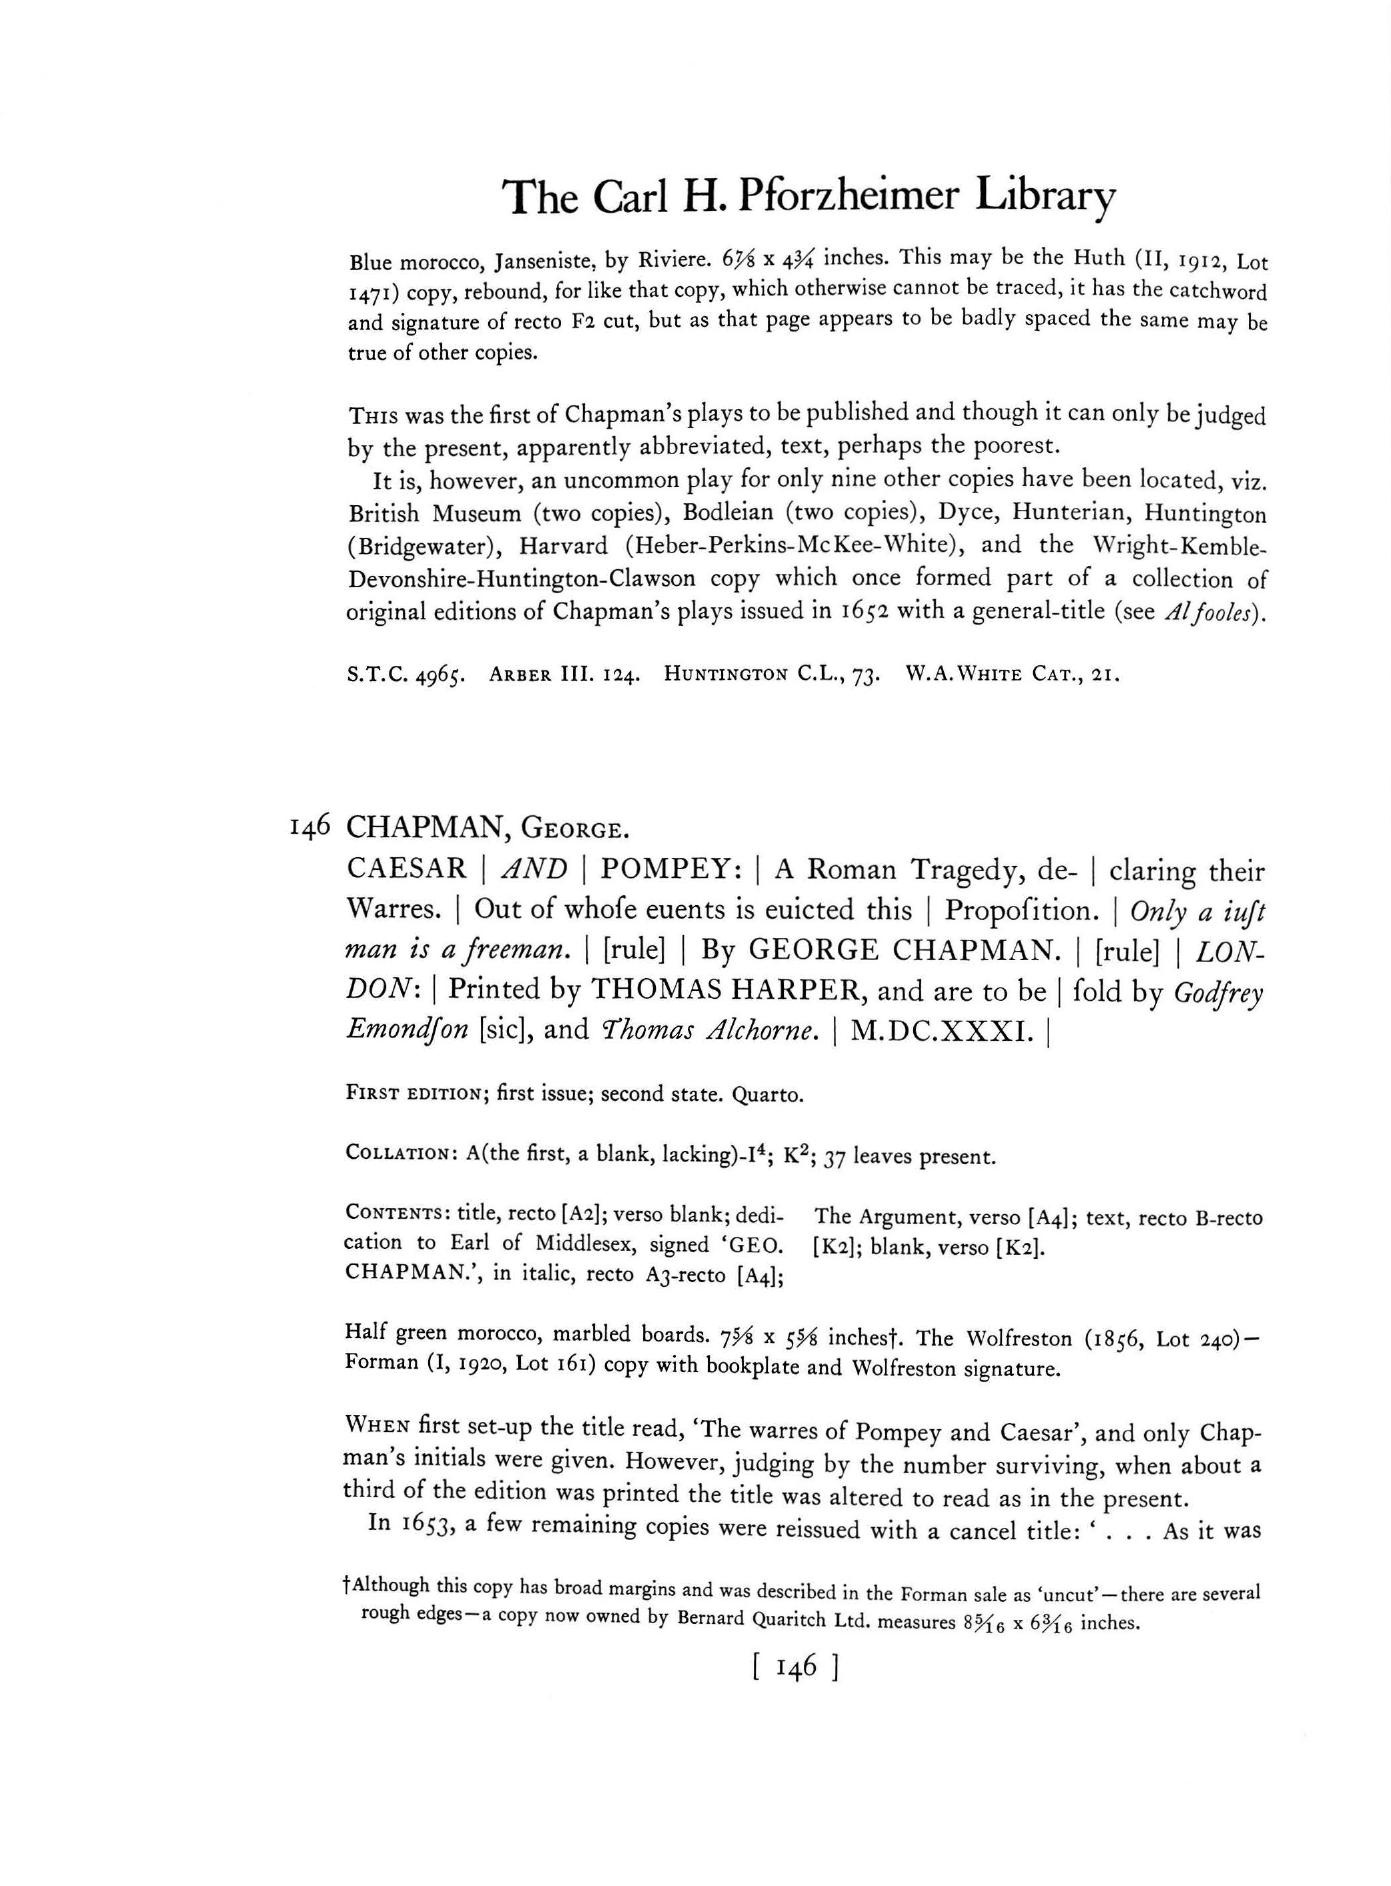 The Carl H. Pforzheimer Library
Blue morocco, Janseniste, by Riviere. 6⅞ x 4¾ inches. This may be the Huth (II, 1912, Lot
1471) copy, rebound, for like that copy, which otherwise cannot be traced, it has the catchword
and signature of recto F2 cut, but as that page appears to be badly spaced the same may be
true of other copies.
THIS was the first of Chapman's plays to be published and though it can only be judged
by the present, apparently abbreviated, text, perhaps the poorest.
It is, however, an uncommon play for only nine other copies have been located, viz.
British Museum (two copies), Bodleian (two copies), Dyce, Hunterian, Huntington
(Bridgewater), Harvard (Heber-Perkins-McKee-White), and the Wright-Kemble-
Devonshire-Huntington-Clawson copy which once formed part of a collection of
original editions of Chapman's plays issued in 1652 with a general-title (see Al fooles).
S.T.C. 4965. ARBER III. 124. HUNTINGTON C.L., 73. W.A.WHITE CAT., 21.
146 CHAPMAN, GEORGE.
CAESAR | AND | POMPEY: | A Roman Tragedy, de- | claring their
Warres. | Out of whoſe euents is euicted this | Propoſition. | Only a iuſt
man is a freeman. | [rule] | By GEORGE CHAPMAN. | [rule] | LON-
DON: | Printed by THOMAS HARPER, and are to be | ſold by Godfrey
Emondſon [sic], and Thomas Alchorne. | M.DC.XXXI. |
FIRST EDITION; first issue; second state. Quarto.
COLLATION: A(the first, a blank, lacking)-I⁴; K²; 37 leaves present.
CONTENTS: title, recto [A2]; verso blank; dedi-
cation to Earl of Middlesex, signed 'GEO.
CHAPMAN.', in italic, recto A3-recto [A4];
The Argument, verso [A4]; text, recto B-recto
[K2]; blank, verso [K2].
Half green morocco, marbled boards. 7⅝ x 5⅝ inches†. The Wolfreston (1856, Lot 240)—
Forman (I, 1920, Lot 161) copy with bookplate and Wolfreston signature.
WHEN first set-up the title read, 'The warres of Pompey and Caesar', and only Chap-
man's initials were given. However, judging by the number surviving, when about a
third of the edition was printed the title was altered to read as in the present.
In 1653, a few remaining copies were reissued with a cancel title: ' . . . As it was
†Although this copy has broad margins and was described in the Forman sale as 'uncut'—there are several
rough edges—a copy now owned by Bernard Quaritch Ltd. measures 8 5/16 x 6 3/16 inches.
[ 146 ]